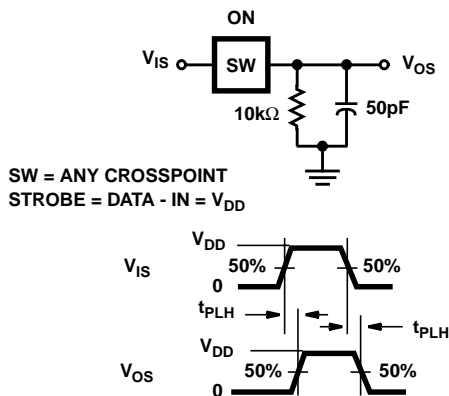 ON
V_IS SW V_OS
10kΩ 50pF
SW = ANY CROSSPOINT
STROBE = DATA - IN = V_DD
V_DD
V_IS 50% 50%
0
t_PLH t_PLH
V_DD
V_OS 50% 50%
0